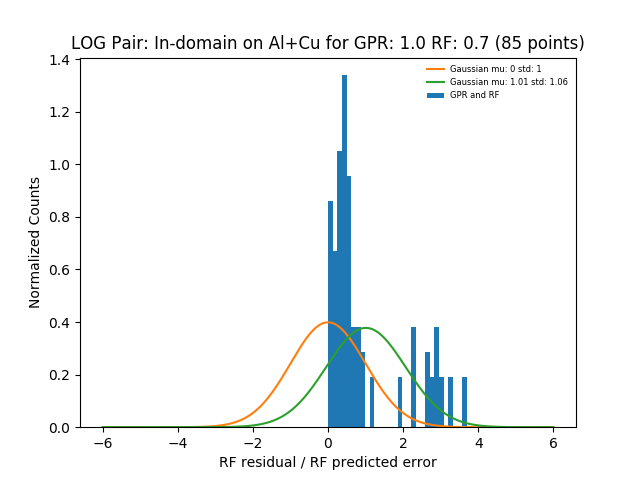 LOG Pair: In-domain on Al+Cu for GPR: 1.0 RF: 0.7 (85 points)
Gaussian mu: 0 std: 1
Gaussian mu: 1.01 std: 1.06
GPR and RF
Normalized Counts
1.4
1.2
1.0
0.8
0.6
0.4
0.2
0.0
−6 −4 −2 0 2 4 6
RF residual / RF predicted error